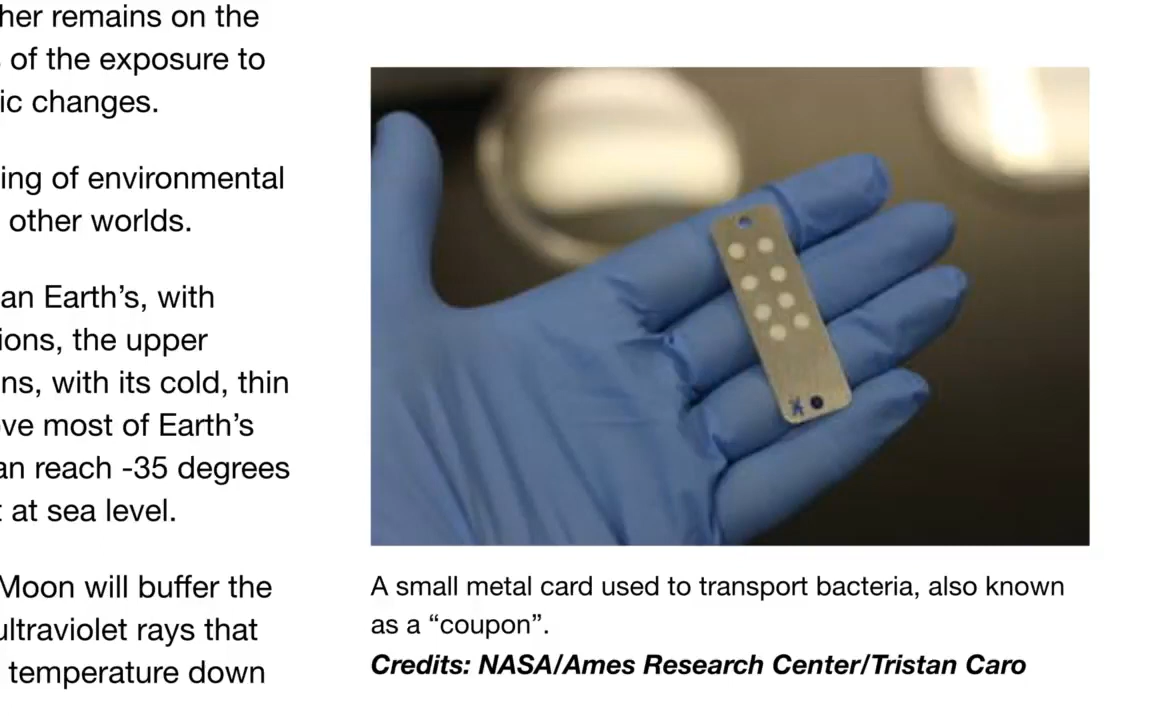 her remains on the
of the exposure to
ic changes.
ing of environmental
other worlds.
an Earth’s, with
ions, the upper
ns, with its cold, thin
ve most of Earth’s
an reach -35 degrees
at sea level.
Moon will buffer the
ultraviolet rays that
temperature down
A small metal card used to transport bacteria, also known
as a “coupon”.
Credits: NASA/Ames Research Center/Tristan Caro